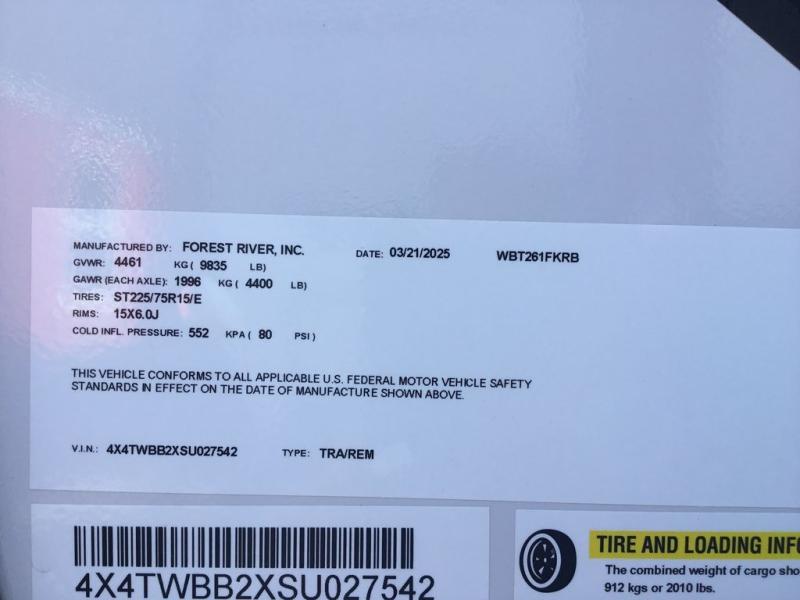 MANUFACTURED BY: FOREST RIVER, INC. DATE: 03/21/2025 WBT261FKRB
GVWR: 4461 KG ( 9835 LB)
GAWR (EACH AXLE): 1996 KG ( 4400 LB)
TIRES: ST225/75R15/E
RIMS: 15X6.0J
COLD INFL. PRESSURE: 552 KPA ( 80 PSI )
THIS VEHICLE CONFORMS TO ALL APPLICABLE U.S. FEDERAL MOTOR VEHICLE SAFETY
STANDARDS IN EFFECT ON THE DATE OF MANUFACTURE SHOWN ABOVE.
V.I.N.: 4X4TWBB2XSU027542 TYPE: TRA/REM
4X4TWBB2XSU027542
TIRE AND LOADING INFO
The combined weight of cargo sho
912 kgs or 2010 lbs.